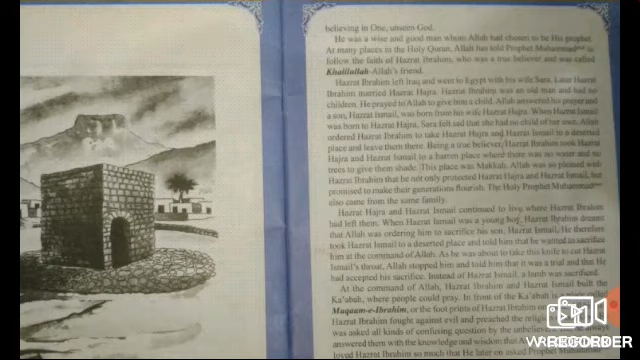 believing in One, unseen God.
He was a wise and good man whom Allah had chosen to be His prophet.
At many places in the Holy Quran, Allah has told Prophet Muhammad to
follow the faith of Hazrat Ibrahim, who was a true believer and was called
Khalilullah-Allah's friend.
Hazrat Ibrahim left Iraq and went to Egypt with his wife Sara. Later Hazrat
Ibrahim married Hazrat Hajra. Hazrat Ibrahim was an old man and had no
children. He prayed to Allah to give him a child. Allah answered his prayer and
a son, Hazrat Ismail, was born from his wife Hazrat Hajra. When Hazrat Ismail
was born to Hazrat Hajra, Sara felt sad that she had no child of her own. Allah
ordered Hazrat Ibrahim to take Hazrat Hajra and Hazrat Ismail to a deserted
place and leave them there. Being a true believer, Hazrat Ibrahim took Hazrat
Hajra and Hazrat Ismail to a barren place where there was no water and no
trees to give them shade. This place was Makkah. Allah was so pleased with
Hazrat Ibrahim that he not only protected Hazrat Hajra and Hazrat Ismail, but
promised to make their generations flourish. The Holy Prophet Muhammad
also came from the same family.
Hazrat Hajra and Hazrat Ismail continued to live where Hazrat Ibrahim
had left them. When Hazrat Ismail was a young boy, Hazrat Ibrahim dreamt
that Allah was ordering him to sacrifice his son, Hazrat Ismail. He therefore
took Hazrat Ismail to a deserted place and told him that he wanted to sacrifice
him at the command of Allah. As he was about to take this knife to cut Hazrat
Ismail's throat, Allah stopped him and told him that it was a trial and that He
had accepted his sacrifice. Instead of Hazrat Ismail, a lamb was sacrificed.
At the command of Allah, Hazrat Ibrahim and Hazrat Ismail built the
Ka'abah, where people could pray. In front of the Ka'abah is a
Muqaam-e-Ibrahim, or the foot prints of Hazrat Ibrahim
Hazrat Ibrahim fought against evil and preached the religion
was asked all kinds of confusing question by the unbelievers
answered them with the knowledge and wisdom that
loved Hazrat Ibrahim so much that He
V.RECORDER